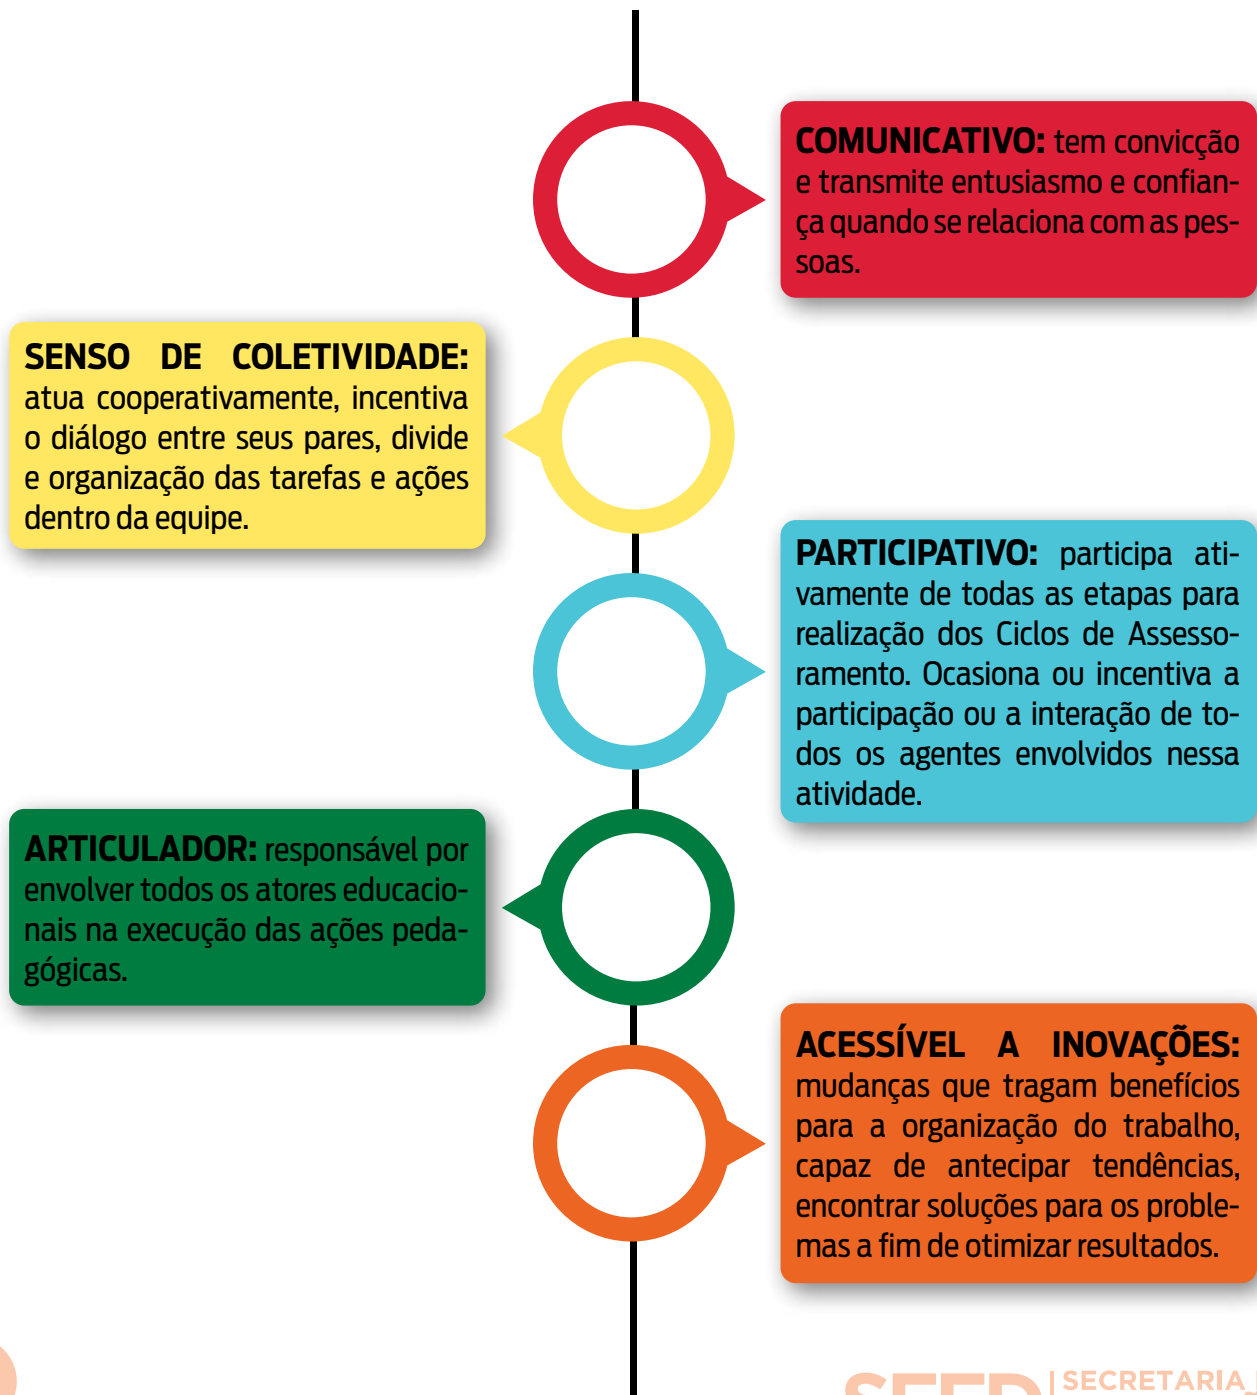 COMUNICATIVO: tem convicção
e transmite entusiasmo e confian-
ça quando se relaciona com as pes-
soas.
SENSO DE COLETIVIDADE:
atua cooperativamente, incentiva
o diálogo entre seus pares, divide
e organização das tarefas e ações
dentro da equipe.
PARTICIPATIVO: participa ati-
vamente de todas as etapas para
realização dos Ciclos de Assesso-
ramento. Ocasiona ou incentiva a
participação ou a interação de to-
dos os agentes envolvidos nessa
atividade.
ARTICULADOR: responsável por
envolver todos os atores educacio-
nais na execução das ações peda-
gógicas.
ACESSÍVEL A INOVAÇÕES:
mudanças que tragam benefícios
para a organização do trabalho,
capaz de antecipar tendências,
encontrar soluções para os proble-
mas a fim de otimizar resultados.
SEED SECRETARIA